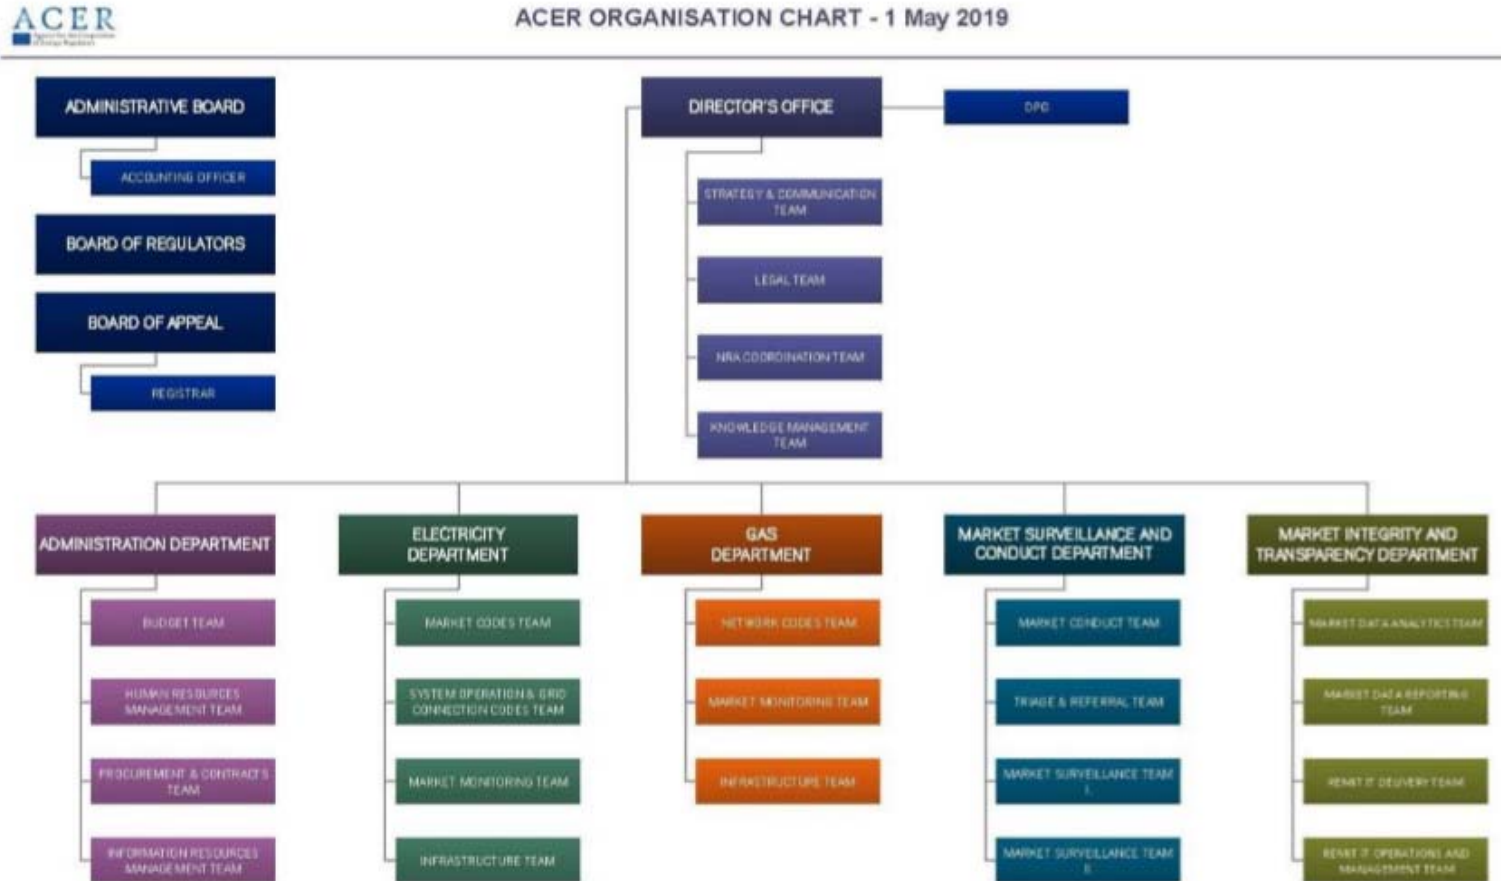 ACER
ACER ORGANISATION CHART - 1 May 2019
ADMINISTRATIVE BOARD
ACCOUNTING OFFICER
BOARD OF REGULATORS
BOARD OF APPEAL
REGISTRAR
DIRECTOR'S OFFICE
DPO
STRATEGY & COMMUNICATION
TEAM
LEGAL TEAM
NRA COORDINATION TEAM
KNOWLEDGE MANAGEMENT
TEAM
ADMINISTRATION DEPARTMENT
BUDGET TEAM
HUMAN RESOURCES
MANAGEMENT TEAM
PROCUREMENT & CONTRACTS
TEAM
INFORMATION RESOURCES
MANAGEMENT TEAM
ELECTRICITY
DEPARTMENT
MARKET CODES TEAM
SYSTEM OPERATION & GRID
CONNECTION CODES TEAM
MARKET MONITORING TEAM
INFRASTRUCTURE TEAM
GAS
DEPARTMENT
NETWORK CODES TEAM
MARKET MONITORING TEAM
INFRASTRUCTURE TEAM
MARKET SURVEILLANCE AND
CONDUCT DEPARTMENT
MARKET CONDUCT TEAM
TRIAGE & REFERRAL TEAM
MARKET SURVEILLANCE TEAM
I.
MARKET SURVEILLANCE TEAM
II.
MARKET INTEGRITY AND
TRANSPARENCY DEPARTMENT
MARKET DATA ANALYTICS TEAM
MARKET DATA REPORTING
TEAM
REMIT IT DELIVERY TEAM
REMIT IT OPERATIONS AND
MANAGEMENT TEAM